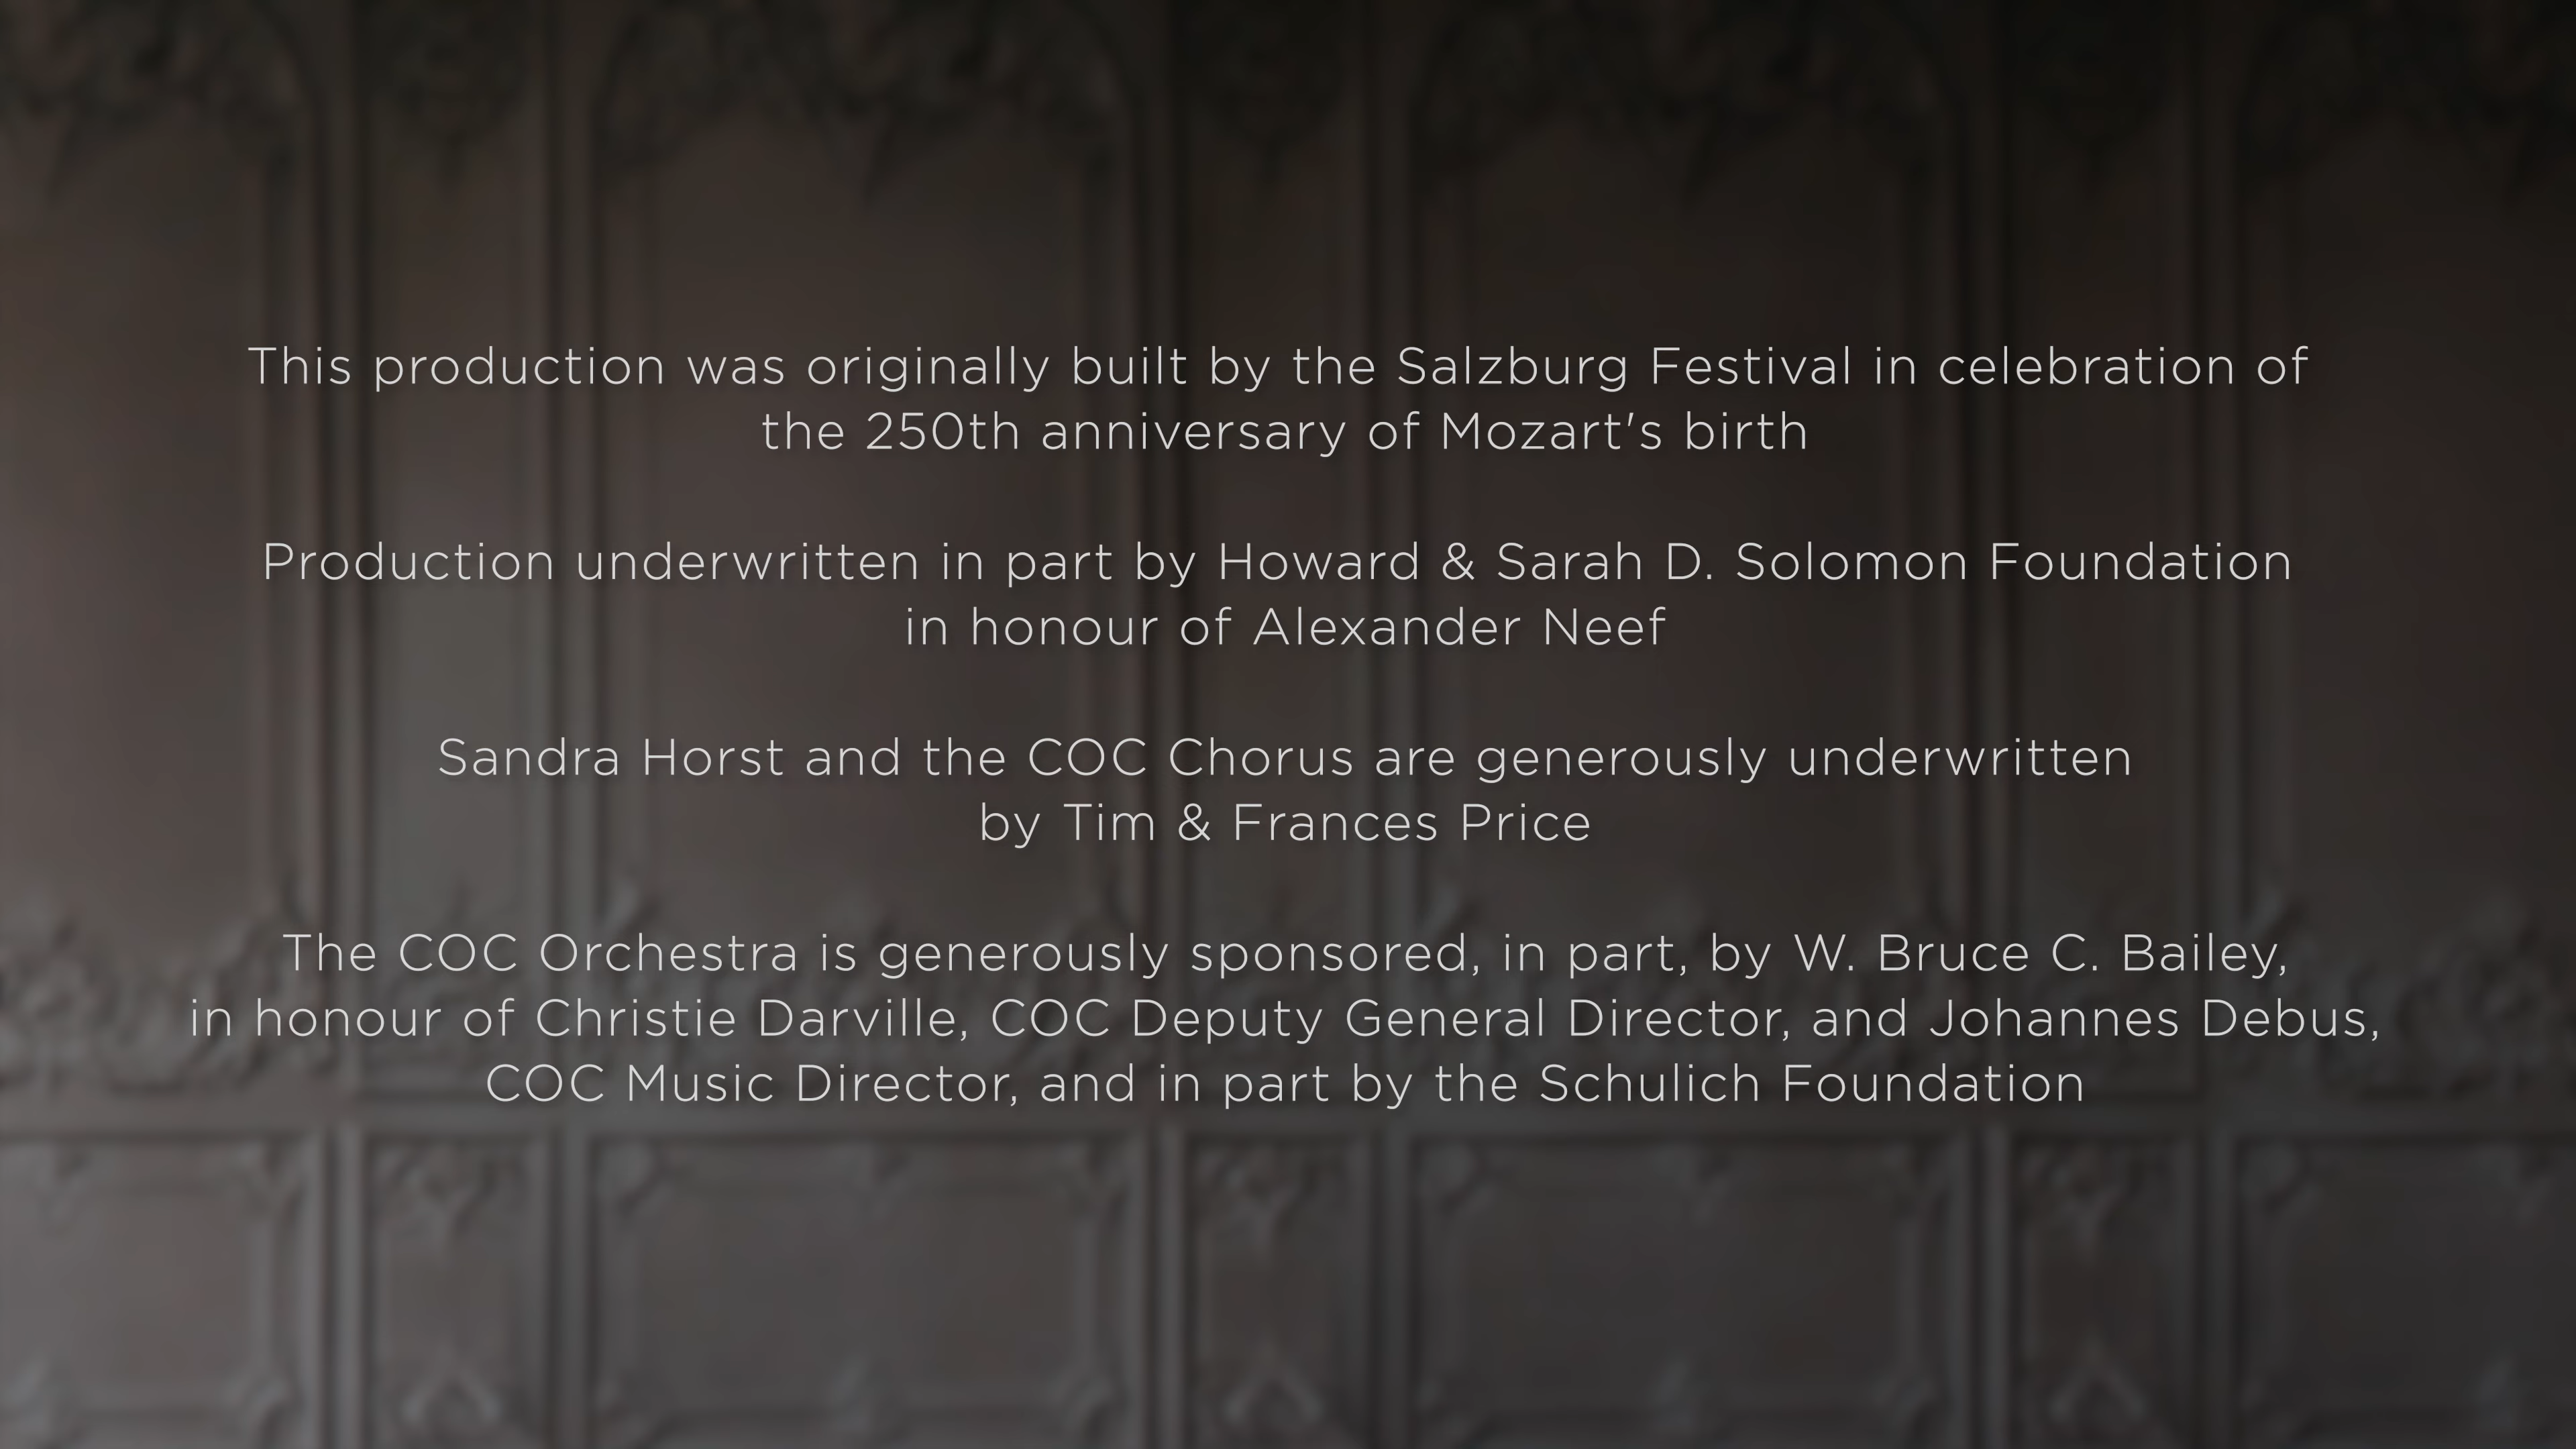 This production was originally built by the Salzburg Festival in celebration of
the 250th anniversary of Mozart's birth
Production underwritten in part by Howard & Sarah D. Solomon Foundation
in honour of Alexander Neef
Sandra Horst and the COC Chorus are generously underwritten
by Tim & Frances Price
The COC Orchestra is generously sponsored, in part, by W. Bruce C. Bailey,
in honour of Christie Darville, COC Deputy General Director, and Johannes Debus,
COC Music Director, and in part by the Schulich Foundation